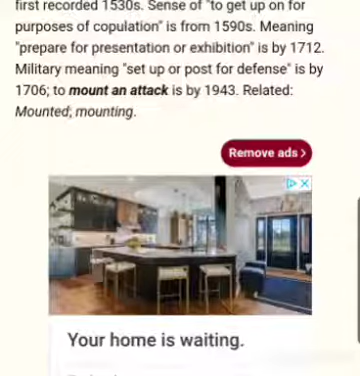 first recorded 1530s. Sense of "to get up on for
purposes of copulation" is from 1590s. Meaning
"prepare for presentation or exhibition" is by 1712.
Military meaning "set up or post for defense" is by
1706; to mount an attack is by 1943. Related:
Mounted; mounting.
Remove ads >
Your home is waiting.